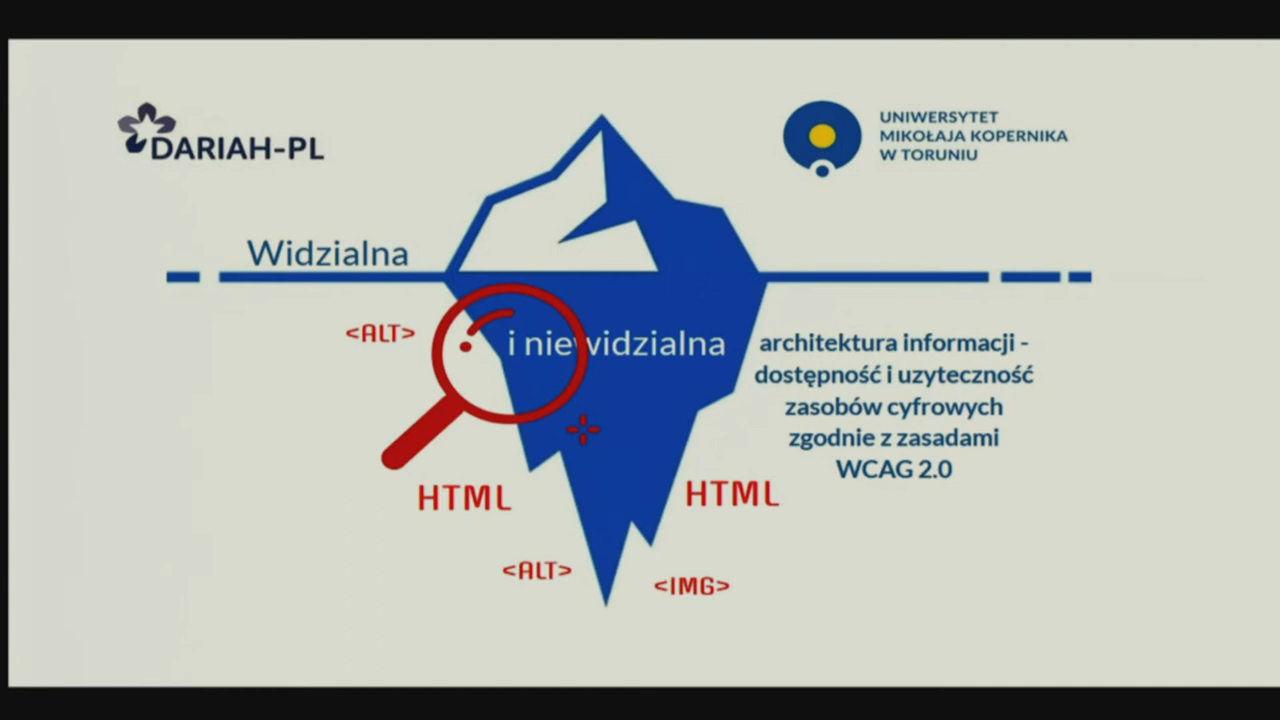 DARIAH-PL
UNIWERSYTET
MIKOŁAJA KOPERNIKA
W TORUNIU
Widzialna
<ALT>
i niewidzialna
architektura informacji -
dostępność i uzyteczność
zasobów cyfrowych
zgodnie z zasadami
WCAG 2.0
HTML
HTML
<ALT>
<IMG>